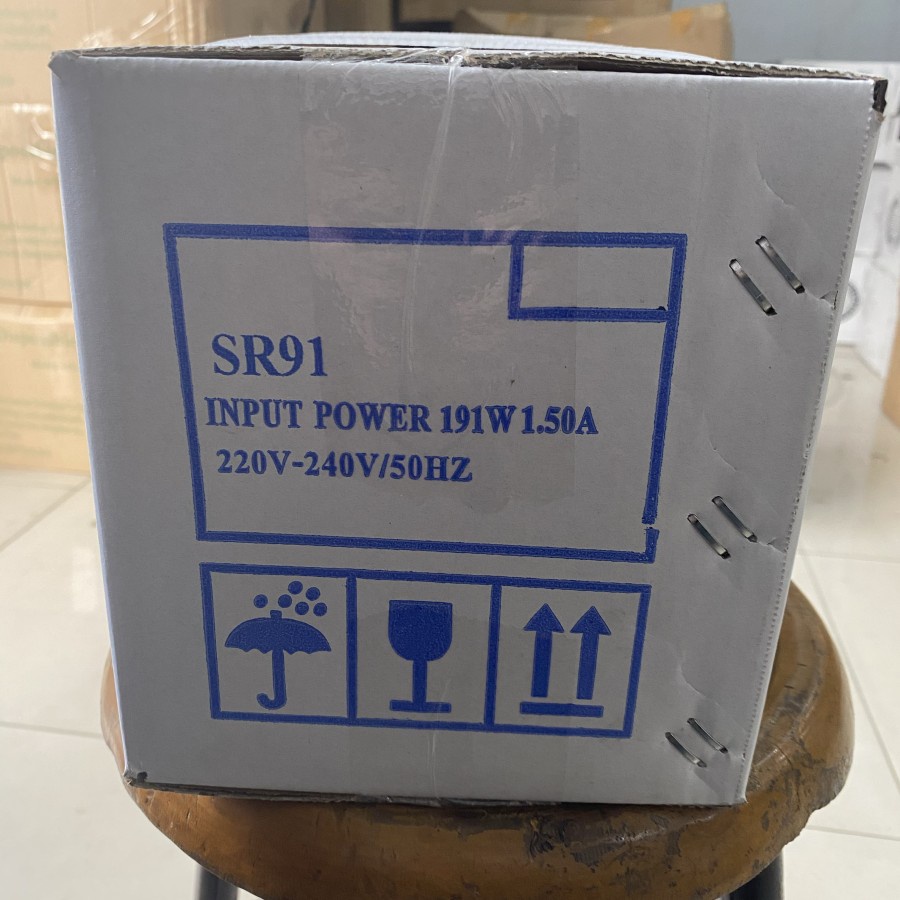 SR91
INPUT POWER 191W 1.50A
220V-240V/50HZ